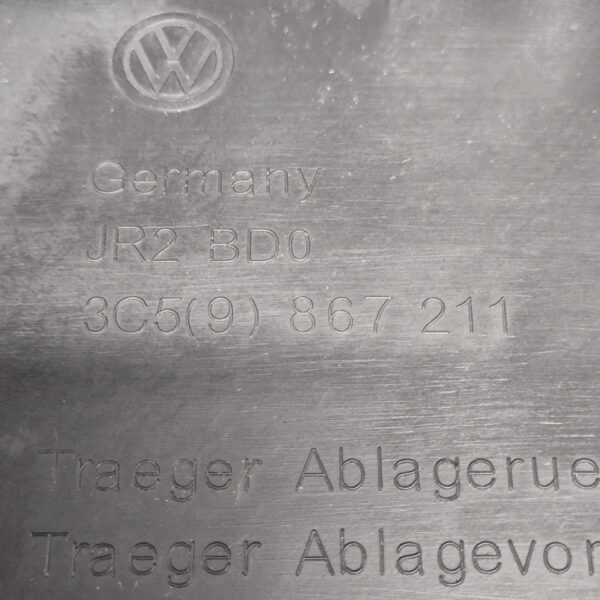 VW
Germany
JR2 BD0
3C5(9) 867 211
Traeger Ablagerue
Traeger Ablagevor